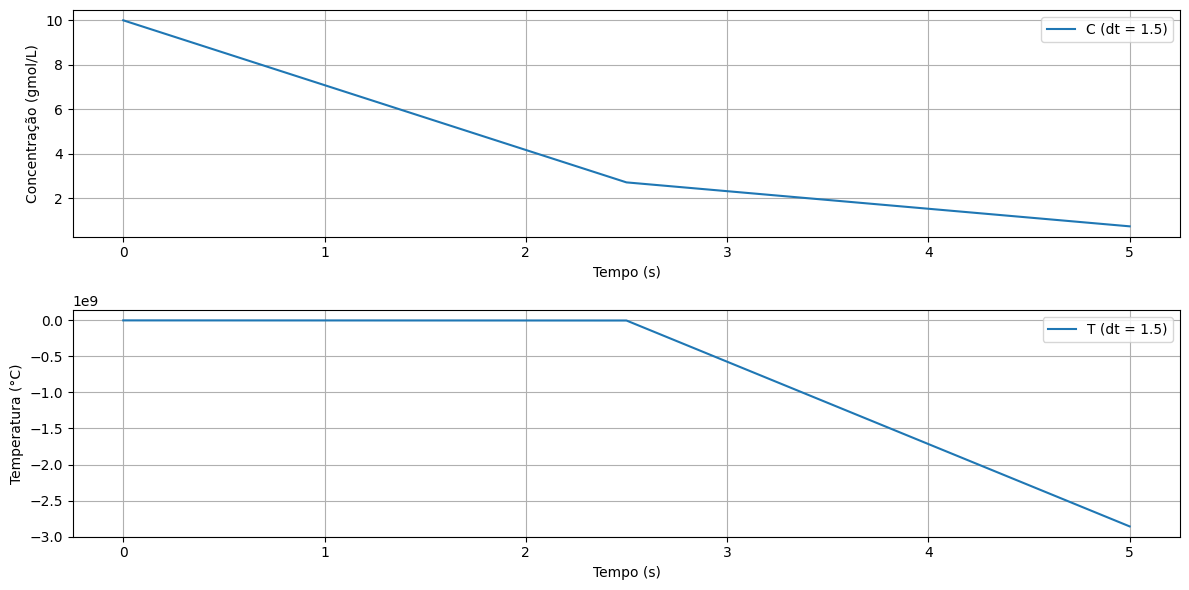 10
8
6
4
2
Concentração (gmol/L)
C (dt = 1.5)
0 1 2 3 4 5
Tempo (s)
1e9
0.0
−0.5
−1.0
−1.5
−2.0
−2.5
−3.0
Temperatura (°C)
T (dt = 1.5)
0 1 2 3 4 5
Tempo (s)